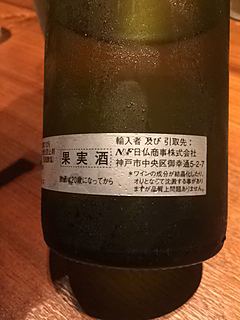 果実酒
お酒は20歳になってから
輸入者 及び 引取先：
NF日仏商事株式会社
神戸市中央区御幸通5-2-7
＊ワインの成分が結晶化したり、
オリとなって沈澱する事があり
ますが品質上問題ありません。